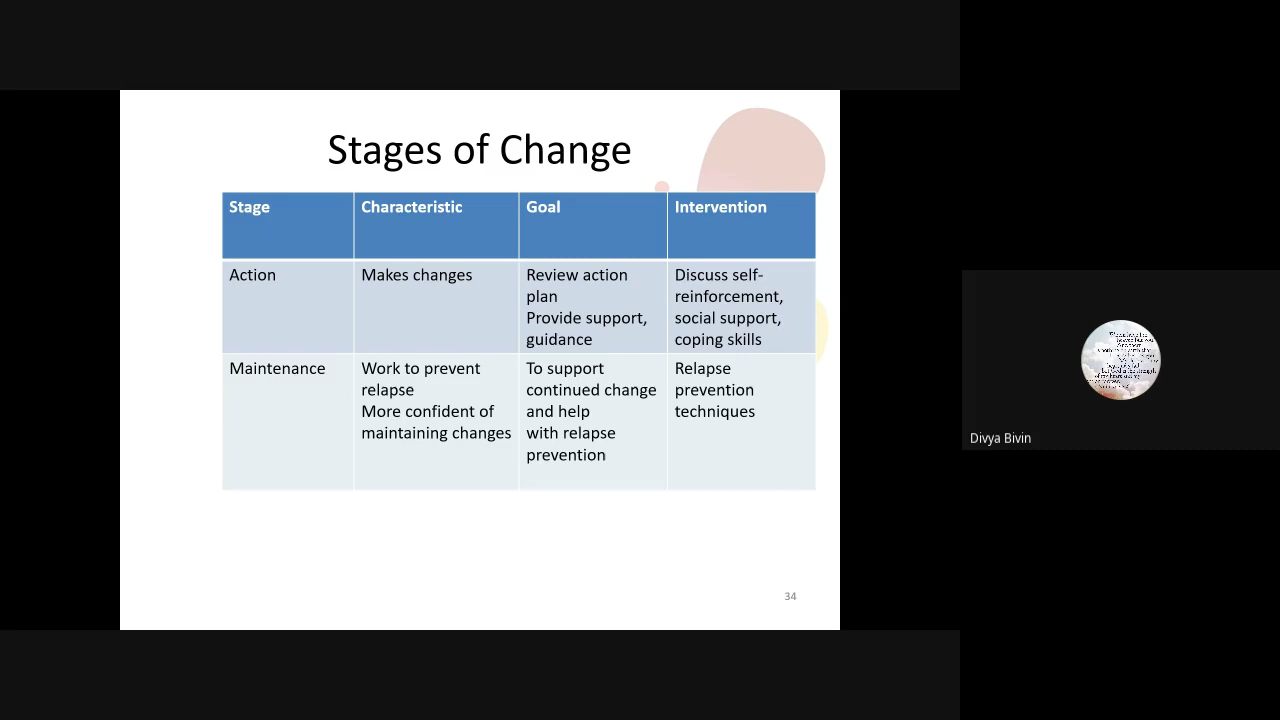 Stages of Change
Stage
Characteristic
Goal
Intervention
Action
Makes changes
Review action
plan
Provide support,
guidance
Discuss self-
reinforcement,
social support,
coping skills
Maintenance
Work to prevent
relapse
More confident of
maintaining changes
To support
continued change
and help
with relapse
prevention
Relapse
prevention
techniques
34
Divya Bivin